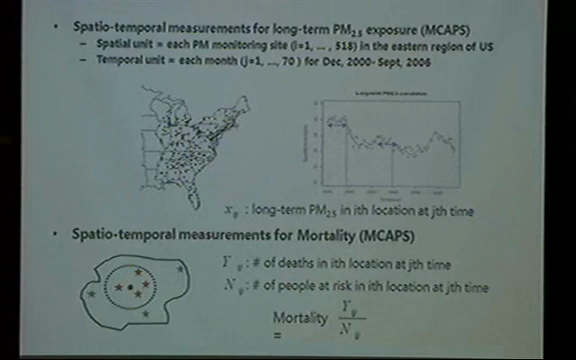 • Spatio-temporal measurements for long-term PM2.5 exposure (MCAPS)
– Spatial unit = each PM monitoring site (i=1, ... , 518) in the eastern region of US
– Temporal unit = each month (j=1, ..., 70 ) for Dec, 2000- Sept, 2006
x_ij : long-term PM2.5 in ith location at jth time
• Spatio-temporal measurements for Mortality (MCAPS)
Y_ij : # of deaths in ith location at jth time
N_ij : # of people at risk in ith location at jth time
Mortality = Y_ij / N_ij